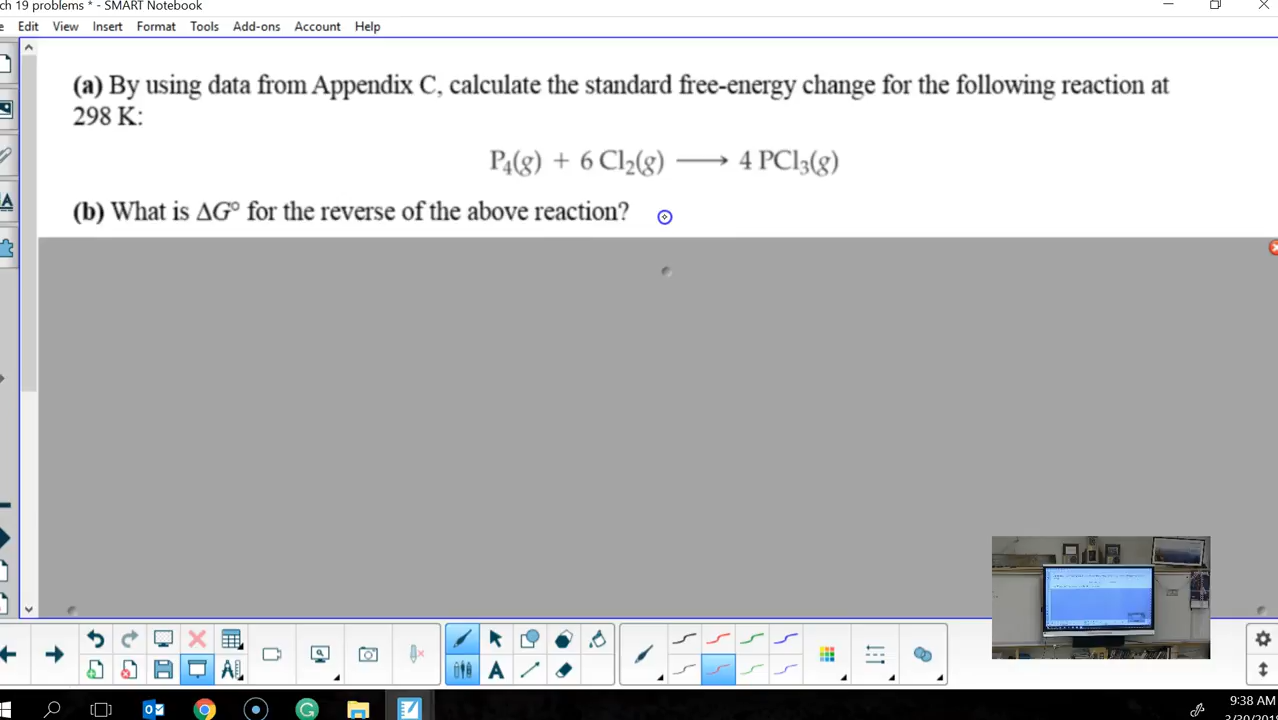 ch 19 problems * - SMART Notebook
Edit View Insert Format Tools Add-ons Account Help
(a) By using data from Appendix C, calculate the standard free-energy change for the following reaction at
298 K:
P₄(g) + 6 Cl₂(g) ⟶ 4 PCl₃(g)
(b) What is ΔG° for the reverse of the above reaction?
9:38 AM